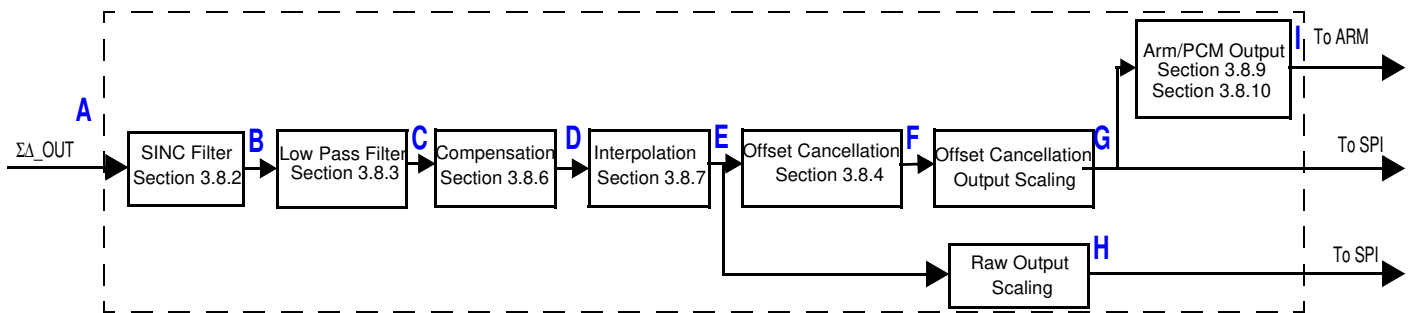 Arm/PCM Output
Section 3.8.9
Section 3.8.10
I
To ARM
A
ΣΔ_OUT
SINC Filter
Section 3.8.2
B
Low Pass Filter
Section 3.8.3
C
Compensation
Section 3.8.6
D
Interpolation
Section 3.8.7
E
Offset Cancellation
Section 3.8.4
F
Offset Cancellation
Output Scaling
G
To SPI
Raw Output
Scaling
H
To SPI